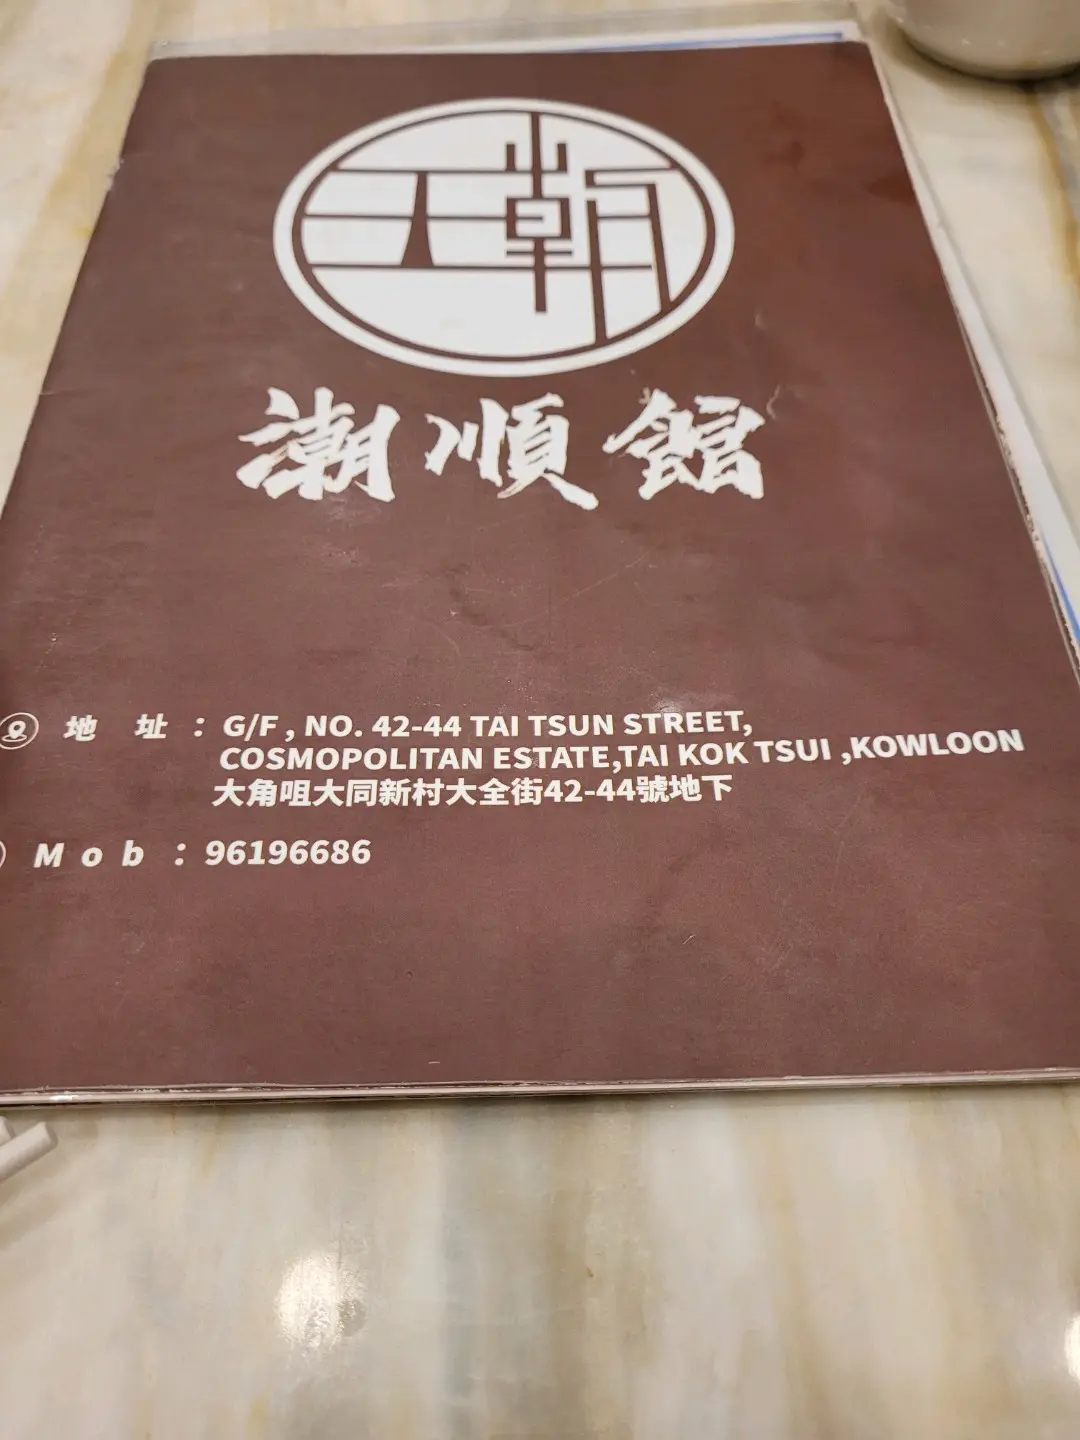 潮順館
地 址 : G/F, NO. 42-44 TAI TSUN STREET,
COSMOPOLITAN ESTATE,TAI KOK TSUI ,KOWLOON
大角咀大同新村大全街42-44號地下
Mob : 96196686